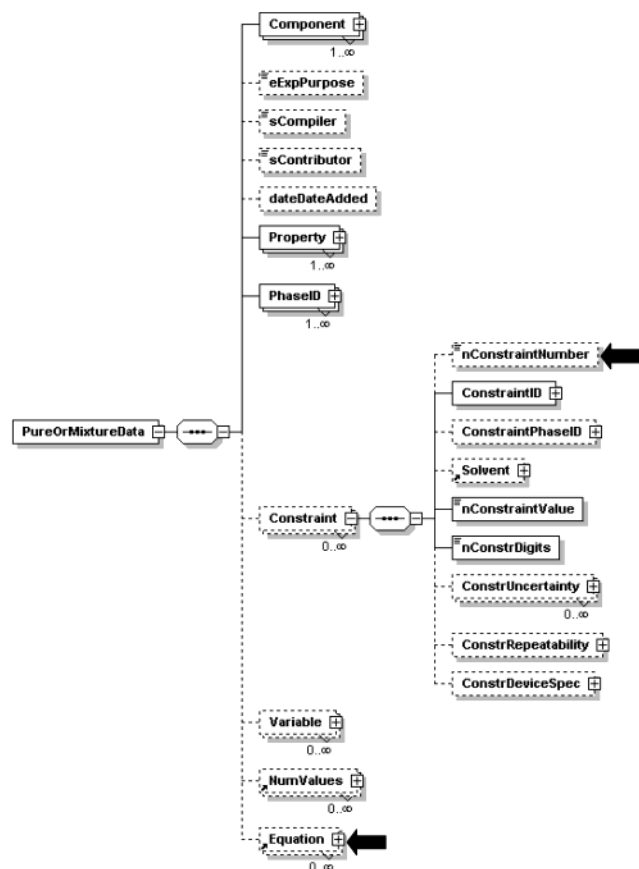 Component
1..∞
eExpPurpose
sCompiler
sContributor
dateDateAdded
Property
1..∞
PhaseID
1..∞
nConstraintNumber
ConstraintID
ConstraintPhaseID
PureOrMixtureData
Solvent
nConstraintValue
Constraint
0..∞
nConstrDigits
ConstrUncertainty
0..∞
ConstrRepeatability
ConstrDeviceSpec
Variable
0..∞
NumValues
0..∞
Equation
0..∞